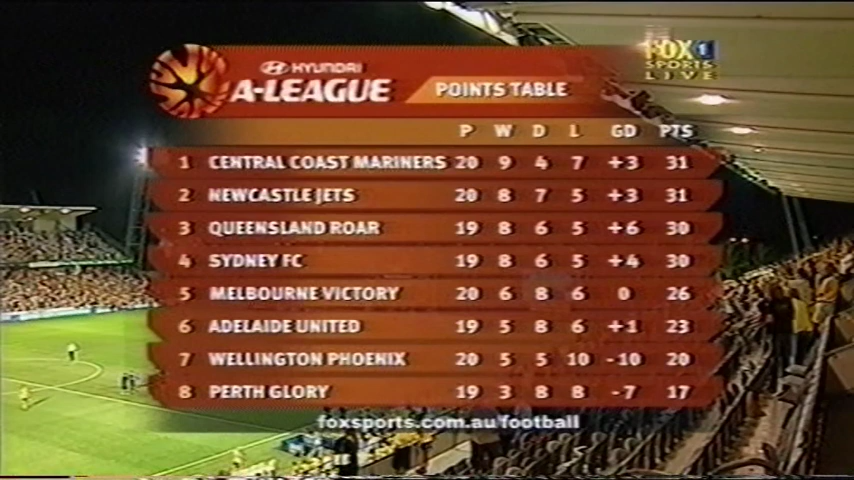 FOX SPORTS 1
LIVE
HYUNDAI
A-LEAGUE POINTS TABLE
P W D L GD PTS
1 CENTRAL COAST MARINERS 20 9 4 7 +3 31
2 NEWCASTLE JETS 20 8 7 5 +3 31
3 QUEENSLAND ROAR 19 8 6 5 +6 30
4 SYDNEY FC 19 8 6 5 +4 30
5 MELBOURNE VICTORY 20 6 8 6 0 26
6 ADELAIDE UNITED 19 5 8 6 +1 23
7 WELLINGTON PHOENIX 20 5 5 10 -10 20
8 PERTH GLORY 19 3 8 8 -7 17
foxsports.com.au/football